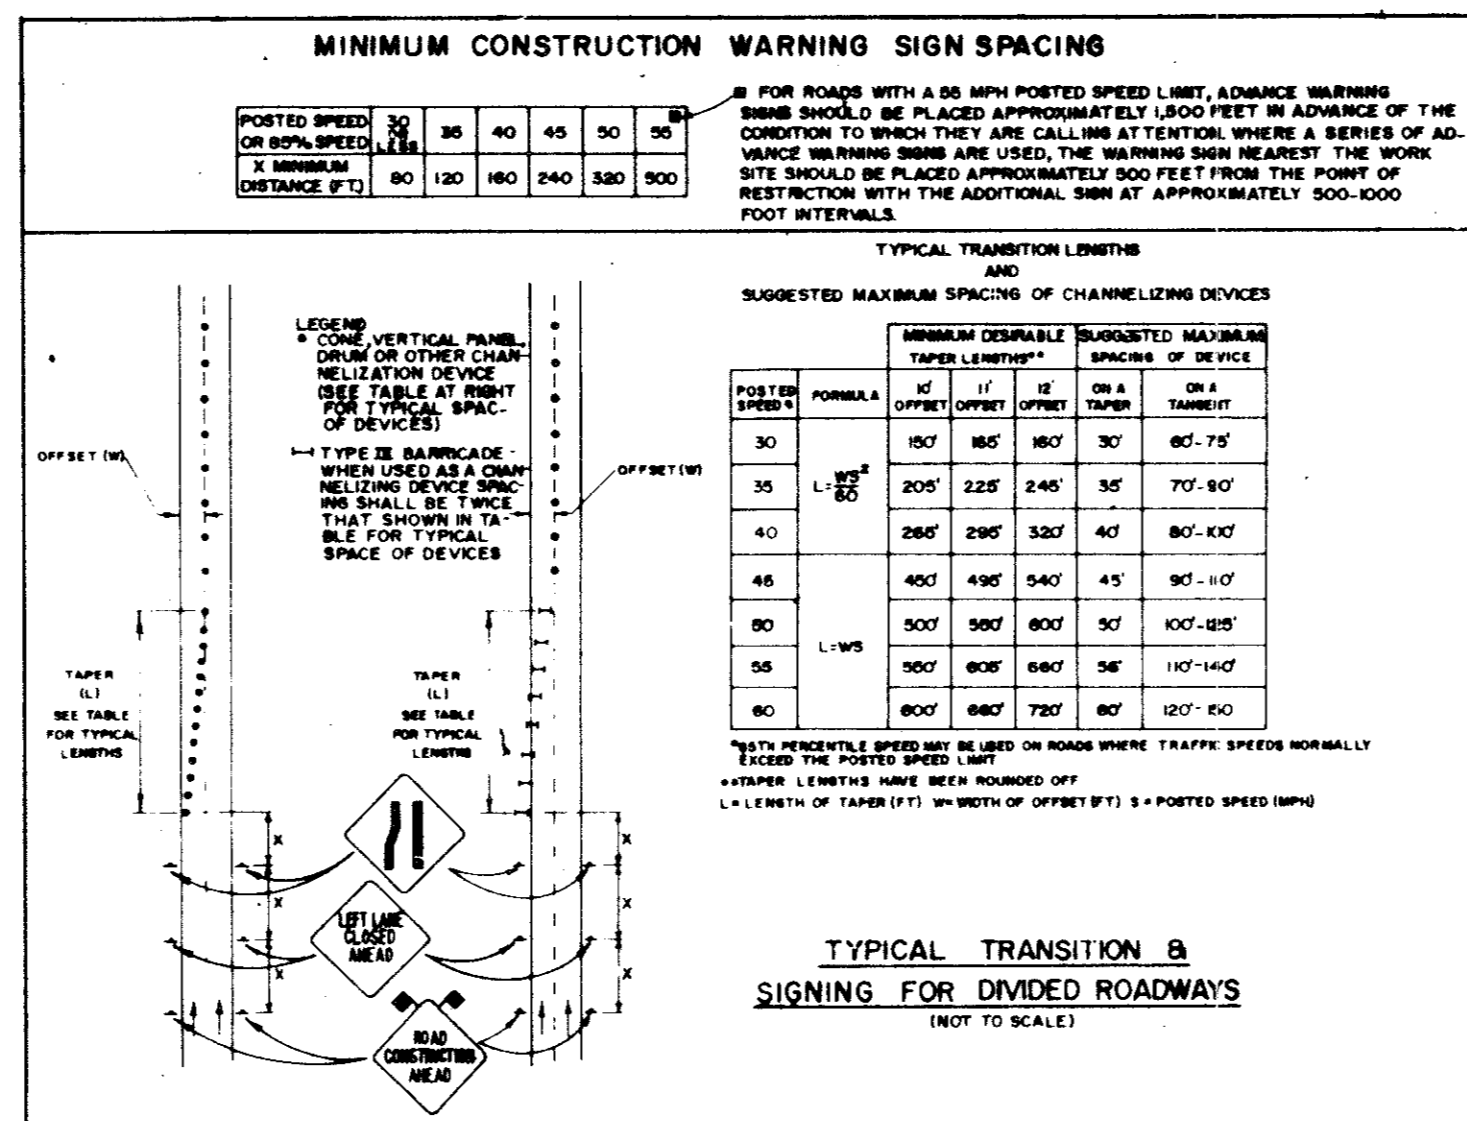 MINIMUM CONSTRUCTION WARNING SIGN SPACING
POSTED SPEED OR 85% SPEED 30 OR LESS 35 40 45 50 55
X MINIMUM DISTANCE (FT.) 80 120 160 240 320 500
FOR ROADS WITH A 55 MPH POSTED SPEED LIMIT, ADVANCE WARNING
SIGNS SHOULD BE PLACED APPROXIMATELY 1,500 FEET IN ADVANCE OF THE
CONDITION TO WHICH THEY ARE CALLING ATTENTION. WHERE A SERIES OF AD-
VANCE WARNING SIGNS ARE USED, THE WARNING SIGN NEAREST THE WORK
SITE SHOULD BE PLACED APPROXIMATELY 500 FEET FROM THE POINT OF
RESTRICTION WITH THE ADDITIONAL SIGN AT APPROXIMATELY 500-1000
FOOT INTERVALS.
LEGEND
• CONE, VERTICAL PANEL,
DRUM OR OTHER CHAN-
NELIZATION DEVICE
(SEE TABLE AT RIGHT
FOR TYPICAL SPAC-
OF DEVICES)
TYPE III BARRICADE -
WHEN USED AS A CHAN-
NELIZING DEVICE SPAC-
ING SHALL BE TWICE
THAT SHOWN IN TA-
BLE FOR TYPICAL
SPACE OF DEVICES
OFFSET (W)
OFFSET (W)
TAPER
(L)
SEE TABLE
FOR TYPICAL
LENGTHS
TAPER
(L)
SEE TABLE
FOR TYPICAL
LENGTHS
X
X
X
X
X
X
LEFT LANE
CLOSED
AHEAD
ROAD
CONSTRUCTION
AHEAD
TYPICAL TRANSITION LENGTHS
AND
SUGGESTED MAXIMUM SPACING OF CHANNELIZING DEVICES
MINIMUM DESIRABLE TAPER LENGTHS** SUGGESTED MAXIMUM SPACING OF DEVICE
POSTED SPEED * FORMULA 10' OFFSET 11' OFFSET 12' OFFSET ON A TAPER ON A TANGENT
30 150' 165' 160' 30' 60'-75'
35 L=WS²/60 205' 225' 245' 35' 70'-90'
40 265' 295' 320' 40' 80'-100'
45 450' 495' 540' 45' 90'-110'
50 500' 550' 600' 50' 100'-125'
L=WS
55 550' 605' 660' 55' 110'-140'
60 600' 660' 720' 60' 120'-
*85TH PERCENTILE SPEED MAY BE USED ON ROADS WHERE TRAFFIC SPEEDS NORMALLY
EXCEED THE POSTED SPEED LIMIT
**TAPER LENGTHS HAVE BEEN ROUNDED OFF
L = LENGTH OF TAPER (FT) W= WIDTH OF OFFSET (FT) S = POSTED SPEED (MPH)
TYPICAL TRANSITION &
SIGNING FOR DIVIDED ROADWAYS
(NOT TO SCALE)